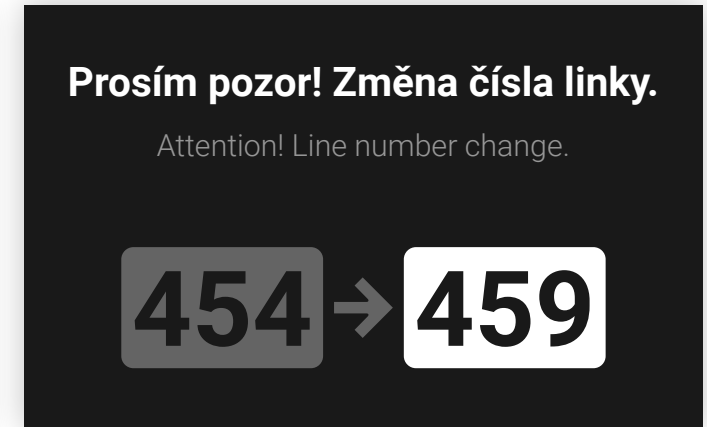 Prosím pozor! Změna čísla linky.
Attention! Line number change.
454 → 459